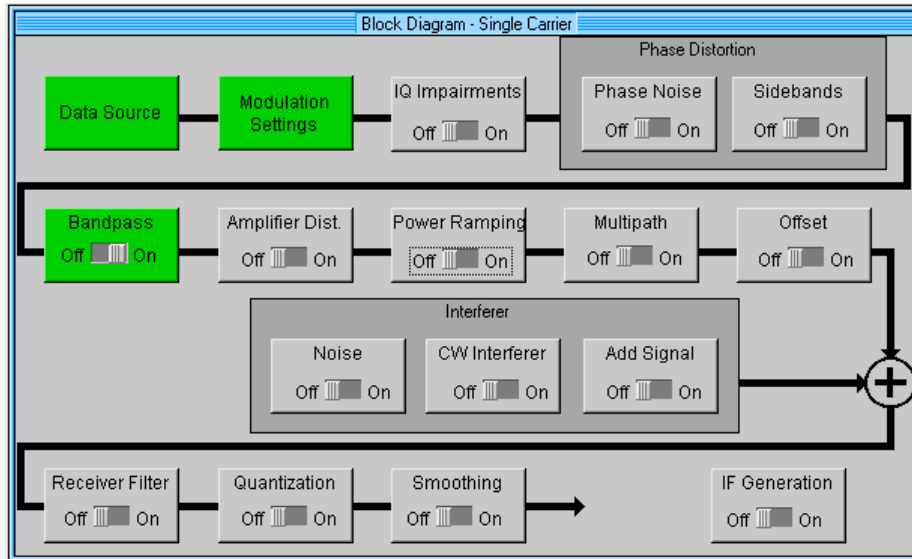 Block Diagram - Single Carrier
Phase Distortion
Data Source
Modulation
Settings
IQ Impairments
Off On
Phase Noise
Off On
Sidebands
Off On
Bandpass
Off On
Amplifier Dist.
Off On
Power Ramping
Off On
Multipath
Off On
Offset
Off On
Interferer
Noise
Off On
CW Interferer
Off On
Add Signal
Off On
Receiver Filter
Off On
Quantization
Off On
Smoothing
Off On
IF Generation
Off On